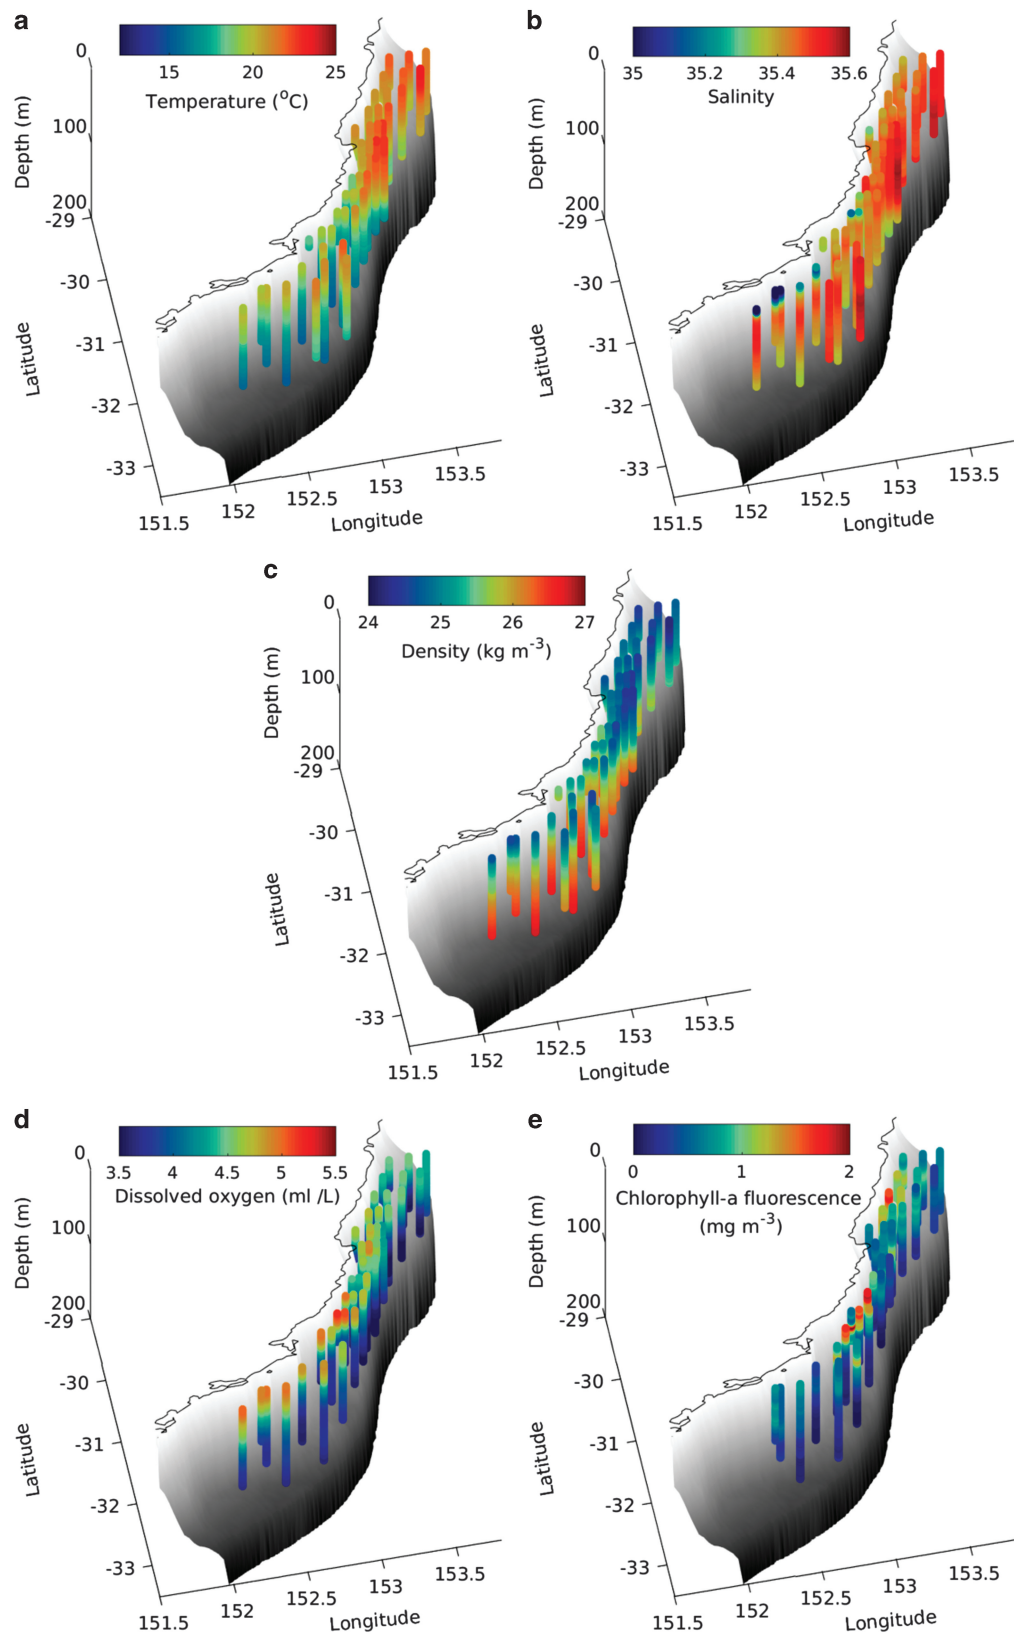 a
15 20 25
Temperature (°C)
0
100
200
Depth (m)
-29
-30
-31
-32
-33
Latitude
151.5 152 152.5 153 153.5
Longitude
b
35 35.2 35.4 35.6
Salinity
0
100
200
Depth (m)
-29
-30
-31
-32
-33
Latitude
151.5 152 152.5 153 153.5
Longitude
c
24 25 26 27
Density (kg m⁻³)
0
100
200
Depth (m)
-29
-30
-31
-32
-33
Latitude
151.5 152 152.5 153 153.5
Longitude
d
3.5 4 4.5 5 5.5
Dissolved oxygen (ml /L)
0
100
200
Depth (m)
-29
-30
-31
-32
-33
Latitude
151.5 152 152.5 153 153.5
Longitude
e
0 1 2
Chlorophyll-a fluorescence
(mg m⁻³)
0
100
200
Depth (m)
-29
-30
-31
-32
-33
Latitude
151.5 152 152.5 153 153.5
Longitude